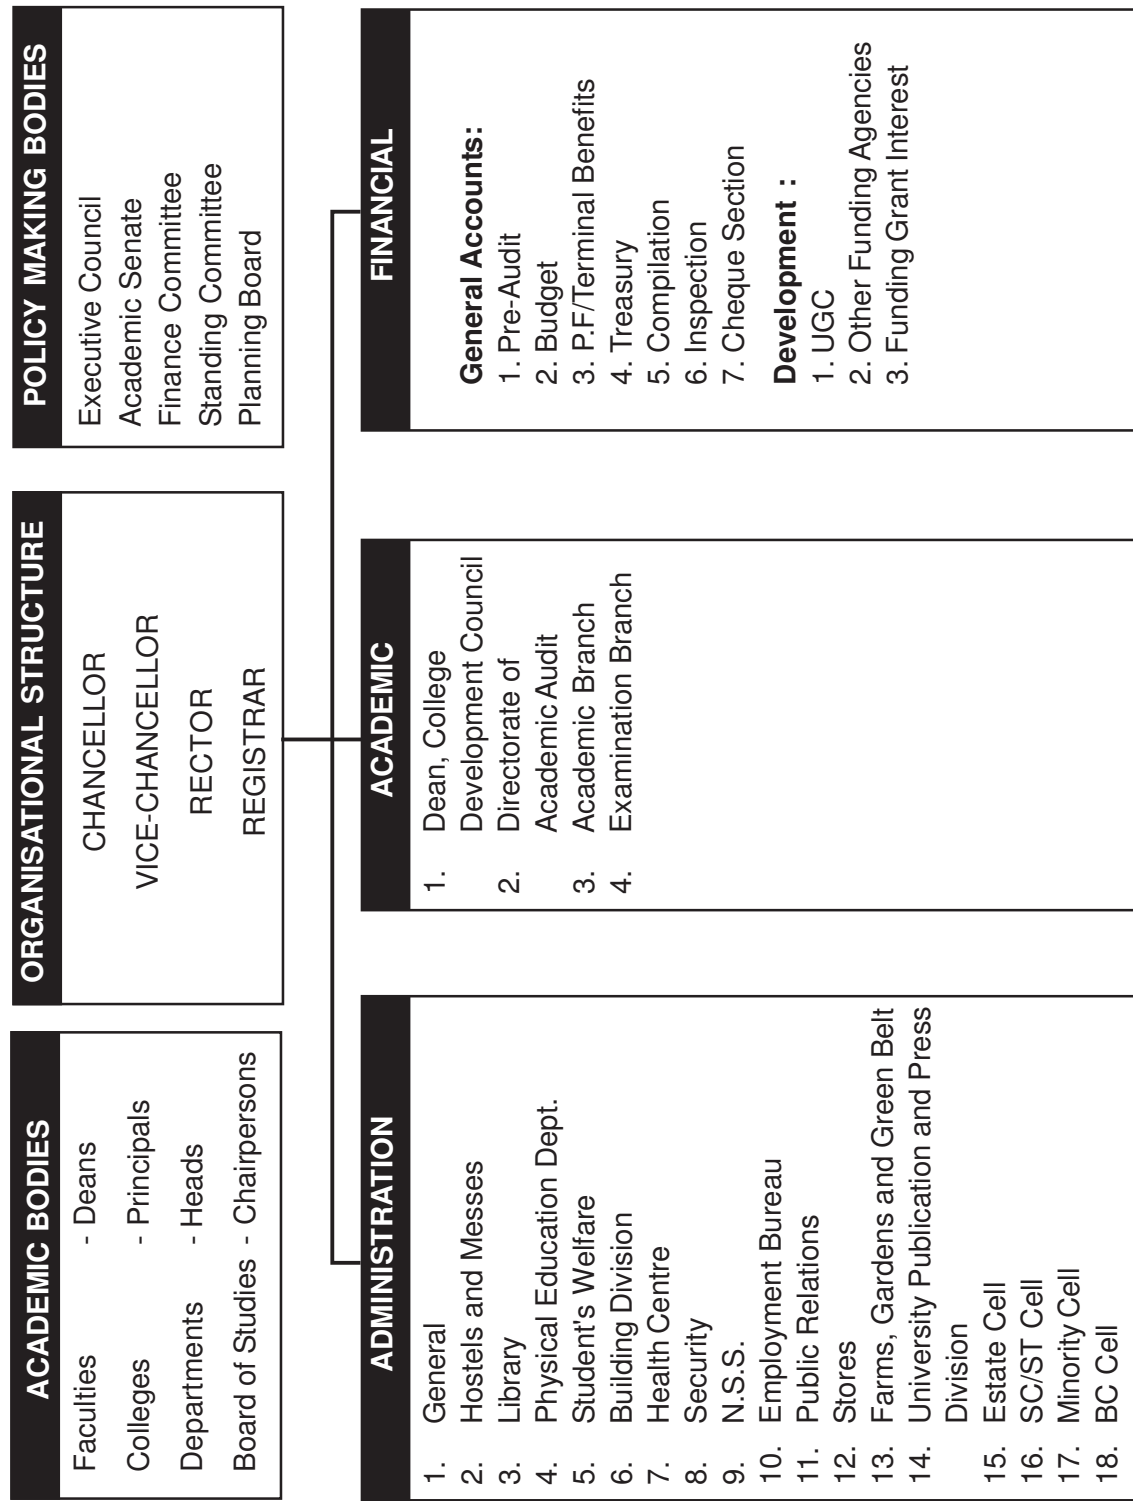 ACADEMIC BODIES
Faculties - Deans
Colleges - Principals
Departments - Heads
Board of Studies - Chairpersons
ORGANISATIONAL STRUCTURE
CHANCELLOR
VICE-CHANCELLOR
RECTOR
REGISTRAR
POLICY MAKING BODIES
Executive Council
Academic Senate
Finance Committee
Standing Committee
Planning Board
ADMINISTRATION
1. General
2. Hostels and Messes
3. Library
4. Physical Education Dept.
5. Student's Welfare
6. Building Division
7. Health Centre
8. Security
9. N.S.S.
10. Employment Bureau
11. Public Relations
12. Stores
13. Farms, Gardens and Green Belt
14. University Publication and Press
Division
15. Estate Cell
16. SC/ST Cell
17. Minority Cell
18. BC Cell
ACADEMIC
1. Dean, College
Development Council
2. Directorate of
Academic Audit
3. Academic Branch
4. Examination Branch
FINANCIAL
General Accounts:
1. Pre-Audit
2. Budget
3. P.F/Terminal Benefits
4. Treasury
5. Compilation
6. Inspection
7. Cheque Section
Development :
1. UGC
2. Other Funding Agencies
3. Funding Grant Interest